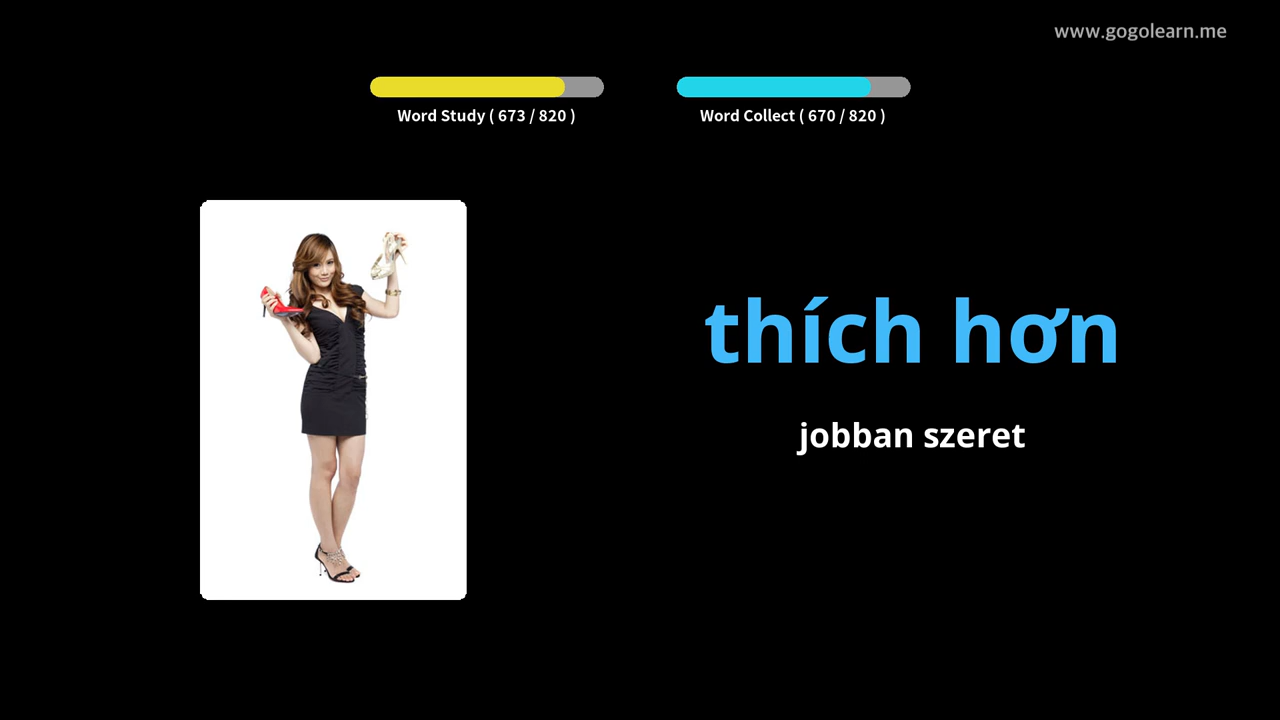 www.gogolearn.me
Word Study ( 673 / 820 )
Word Collect ( 670 / 820 )
thích hơn
jobban szeret